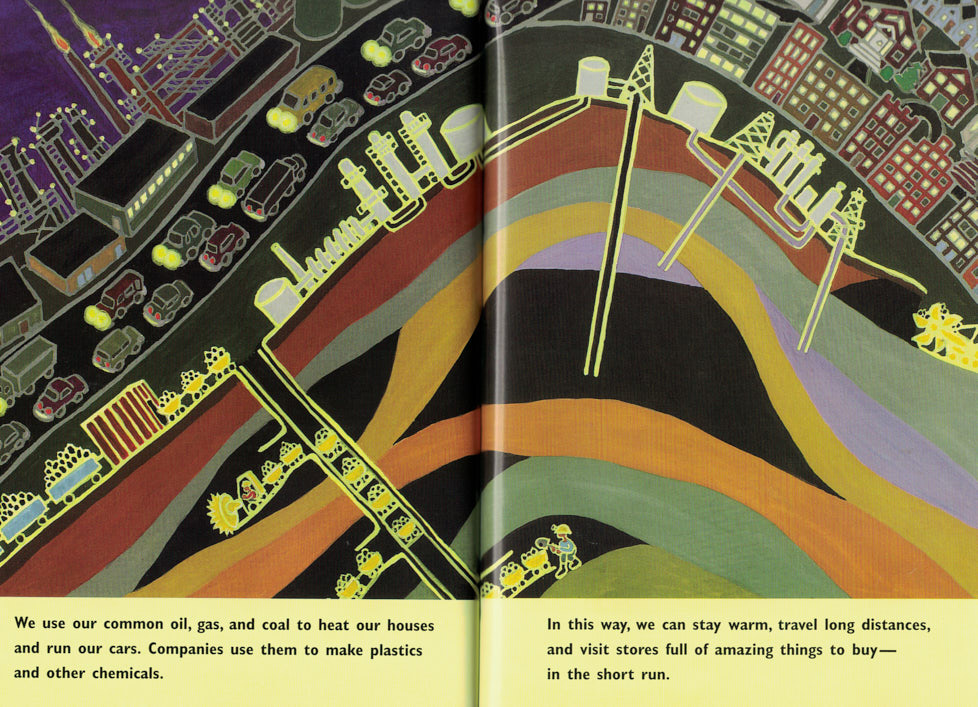 We use our common oil, gas, and coal to heat our houses
and run our cars. Companies use them to make plastics
and other chemicals.
In this way, we can stay warm, travel long distances,
and visit stores full of amazing things to buy—
in the short run.